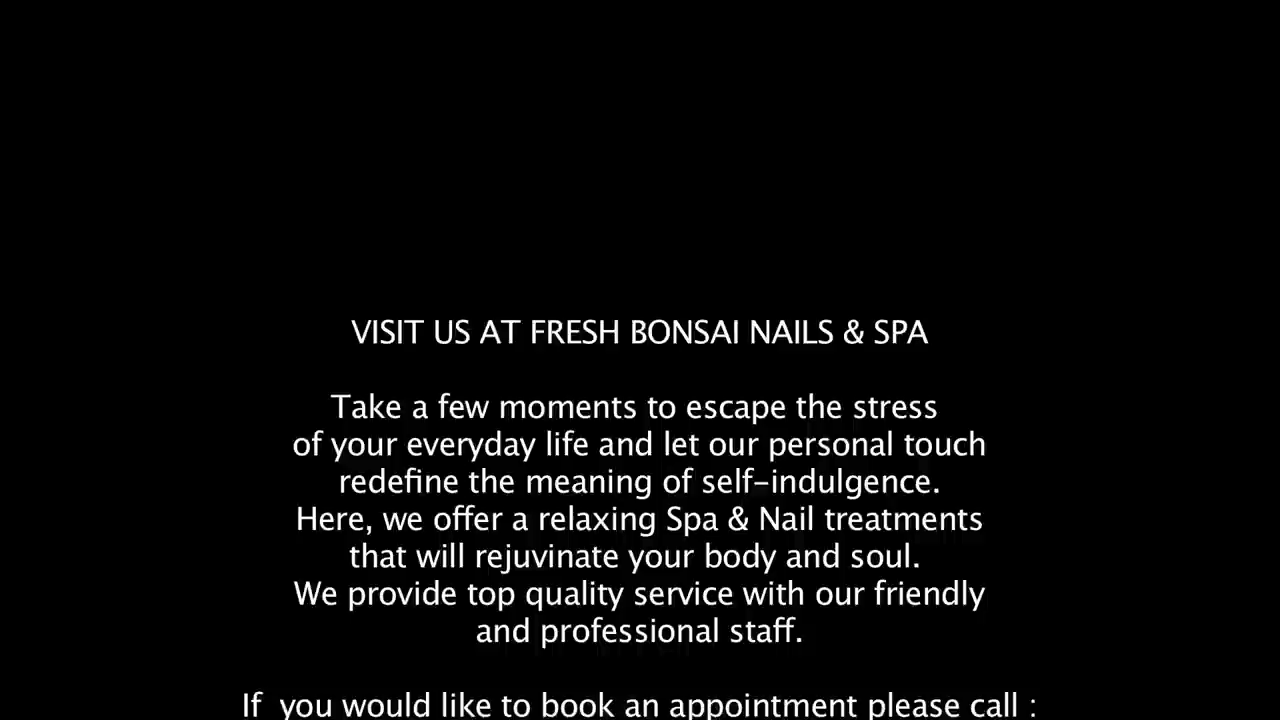 VISIT US AT FRESH BONSAI NAILS & SPA
Take a few moments to escape the stress
of your everyday life and let our personal touch
redefine the meaning of self-indulgence.
Here, we offer a relaxing Spa & Nail treatments
that will rejuvinate your body and soul.
We provide top quality service with our friendly
and professional staff.
If  you would like to book an appointment please call :